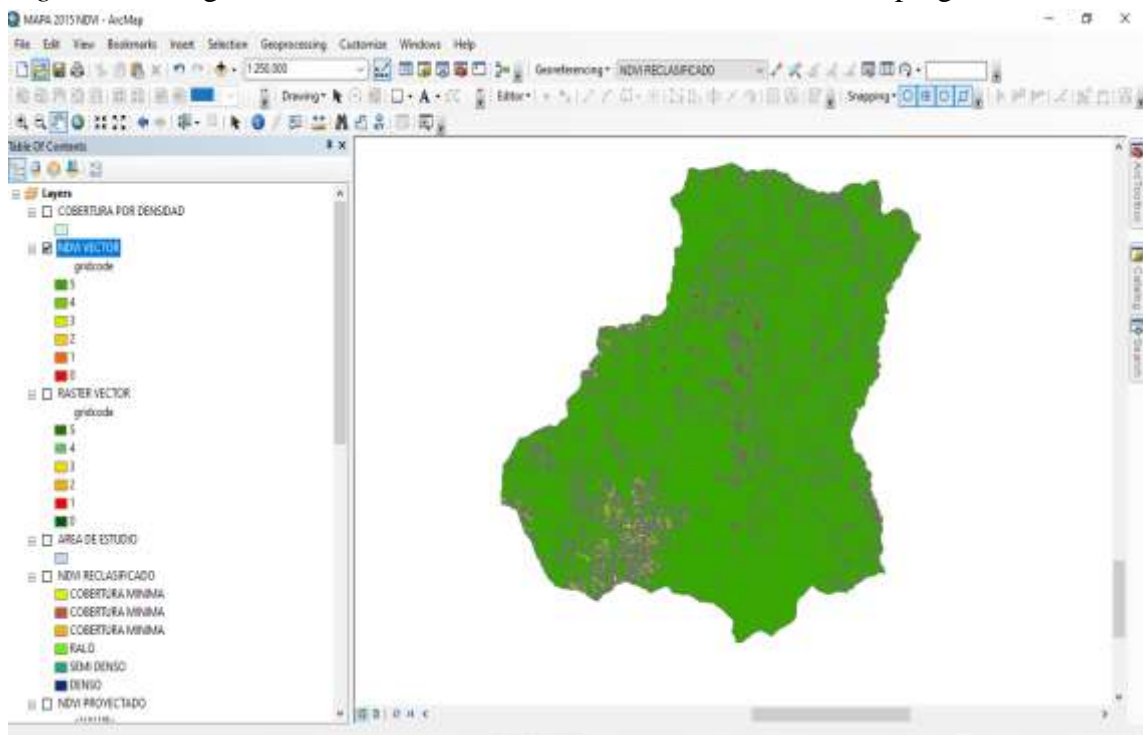 MAPA 2015 NDVI - ArcMap
File Edit View Bookmarks Insert Selection Geoprocessing Customize Windows Help
1:250.000
Georeferencing NDVI RECLASIFICADO
Drawing A Editor Snapping
Table Of Contents
Layers
COBERTURA POR DENSIDAD
NDVI VECTOR
gridcode
5
4
3
2
1
0
RASTER VECTOR
gridcode
5
4
3
2
1
0
AREA DE ESTUDIO
NDVI RECLASIFICADO
COBERTURA MINIMA
COBERTURA MINIMA
COBERTURA MINIMA
RALO
SEMI DENSO
DENSO
NDVI PROYECTADO
ArcToolbox
Catalog
Search